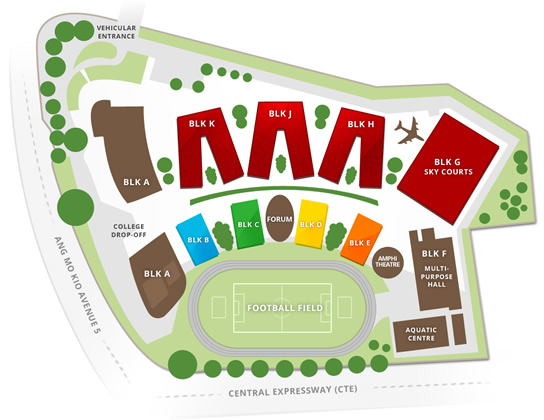 VEHICULAR
ENTRANCE
BLK K
BLK J
BLK H
BLK G
SKY COURTS
BLK A
COLLEGE
DROP-OFF
BLK B
BLK C
FORUM
BLK D
BLK E
AMPHI
THEATRE
BLK F
MULTI-
PURPOSE
HALL
BLK A
ANG MO KIO AVENUE 5
FOOTBALL FIELD
AQUATIC
CENTRE
CENTRAL EXPRESSWAY (CTE)